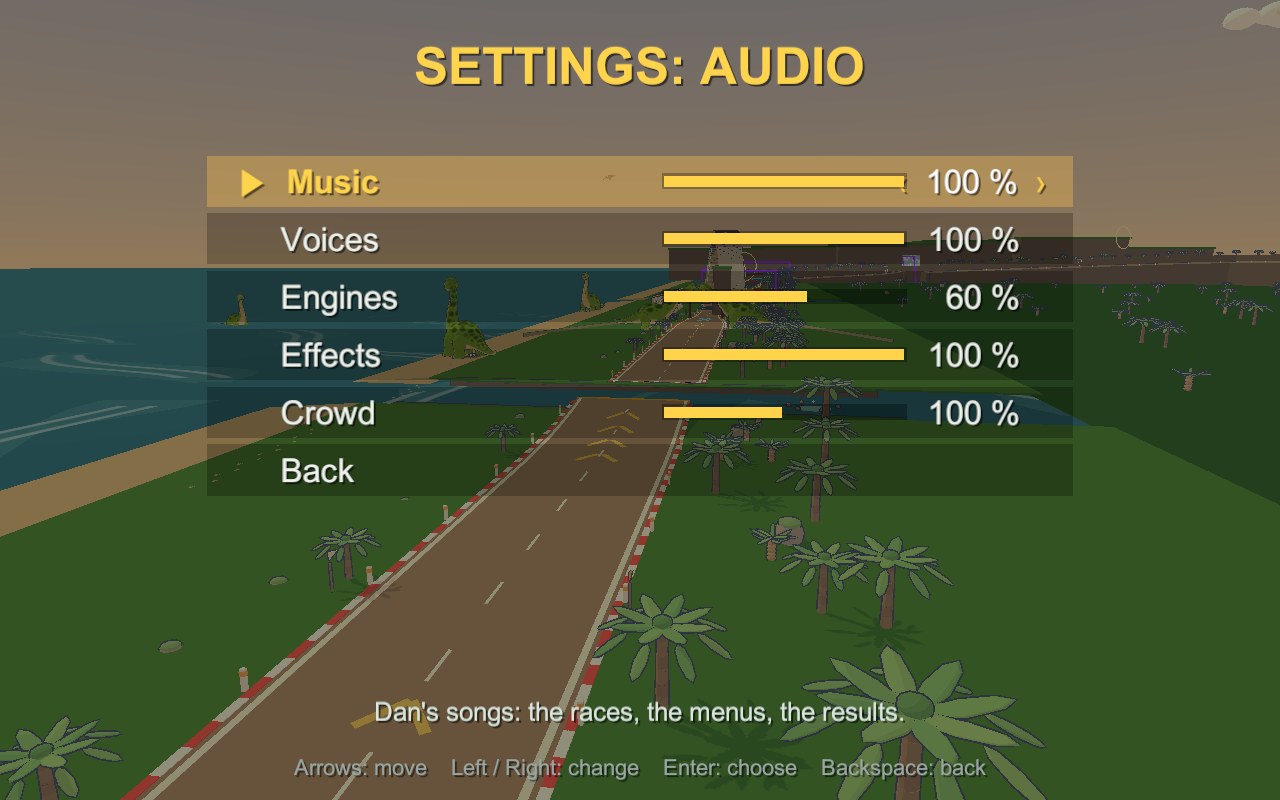 SETTINGS: AUDIO
Music ‹ 100 % ›
Voices 100 %
Engines 60 %
Effects 100 %
Crowd 100 %
Back
Dan's songs: the races, the menus, the results.
Arrows: move Left / Right: change Enter: choose Backspace: back